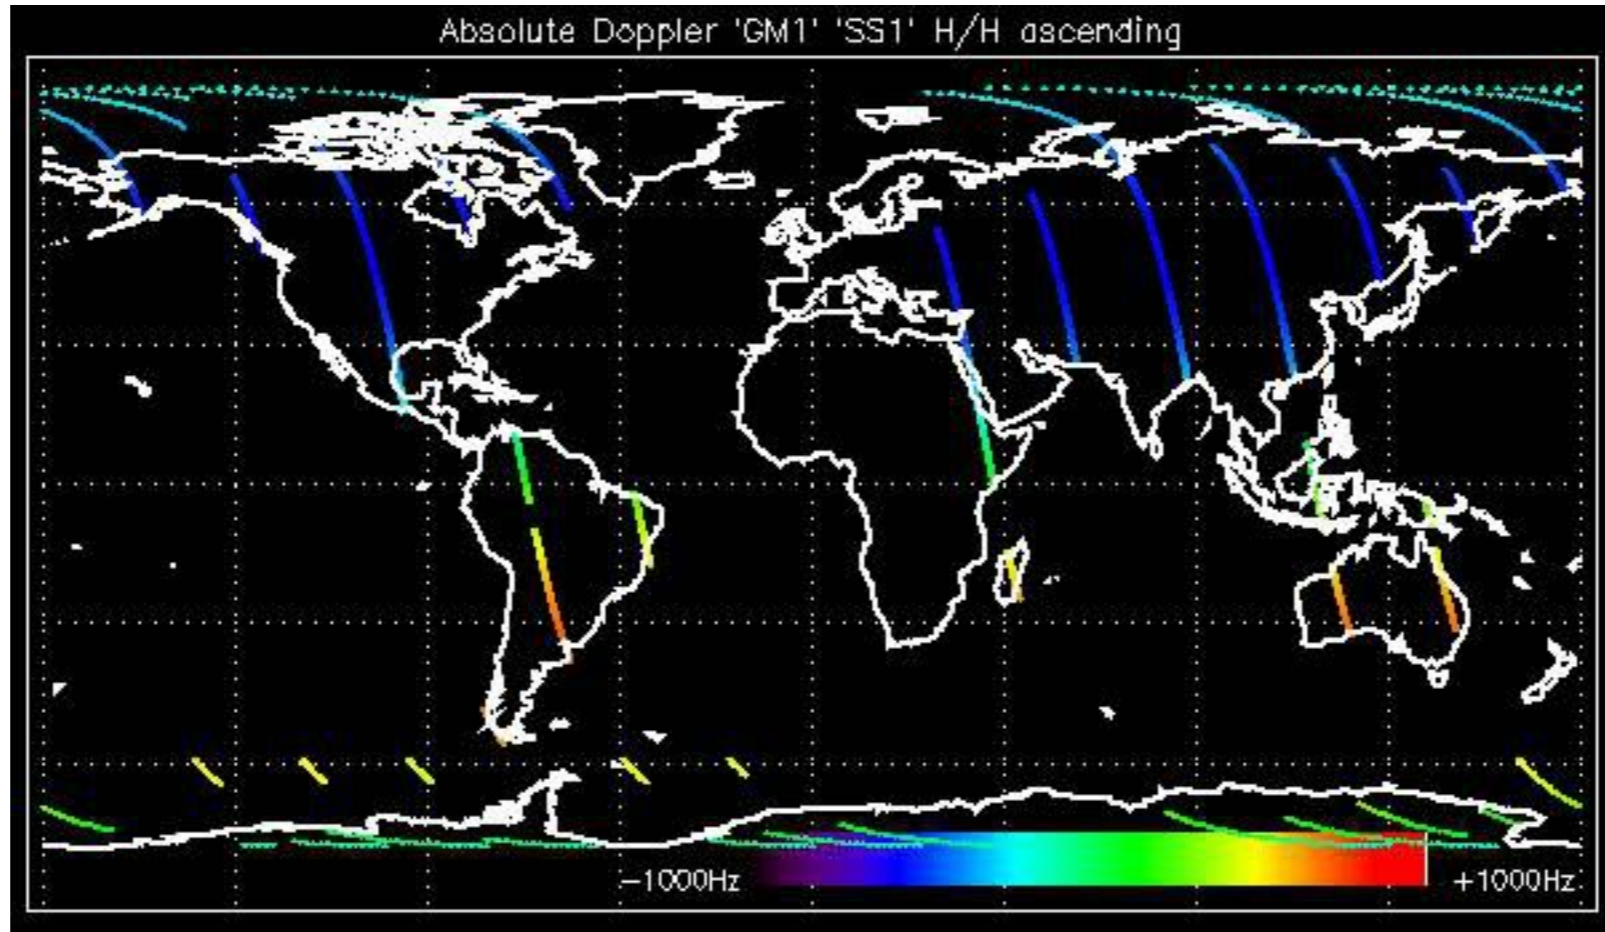 Absolute Doppler 'GM1' 'SS1' H/H ascending
−1000Hz
+1000Hz